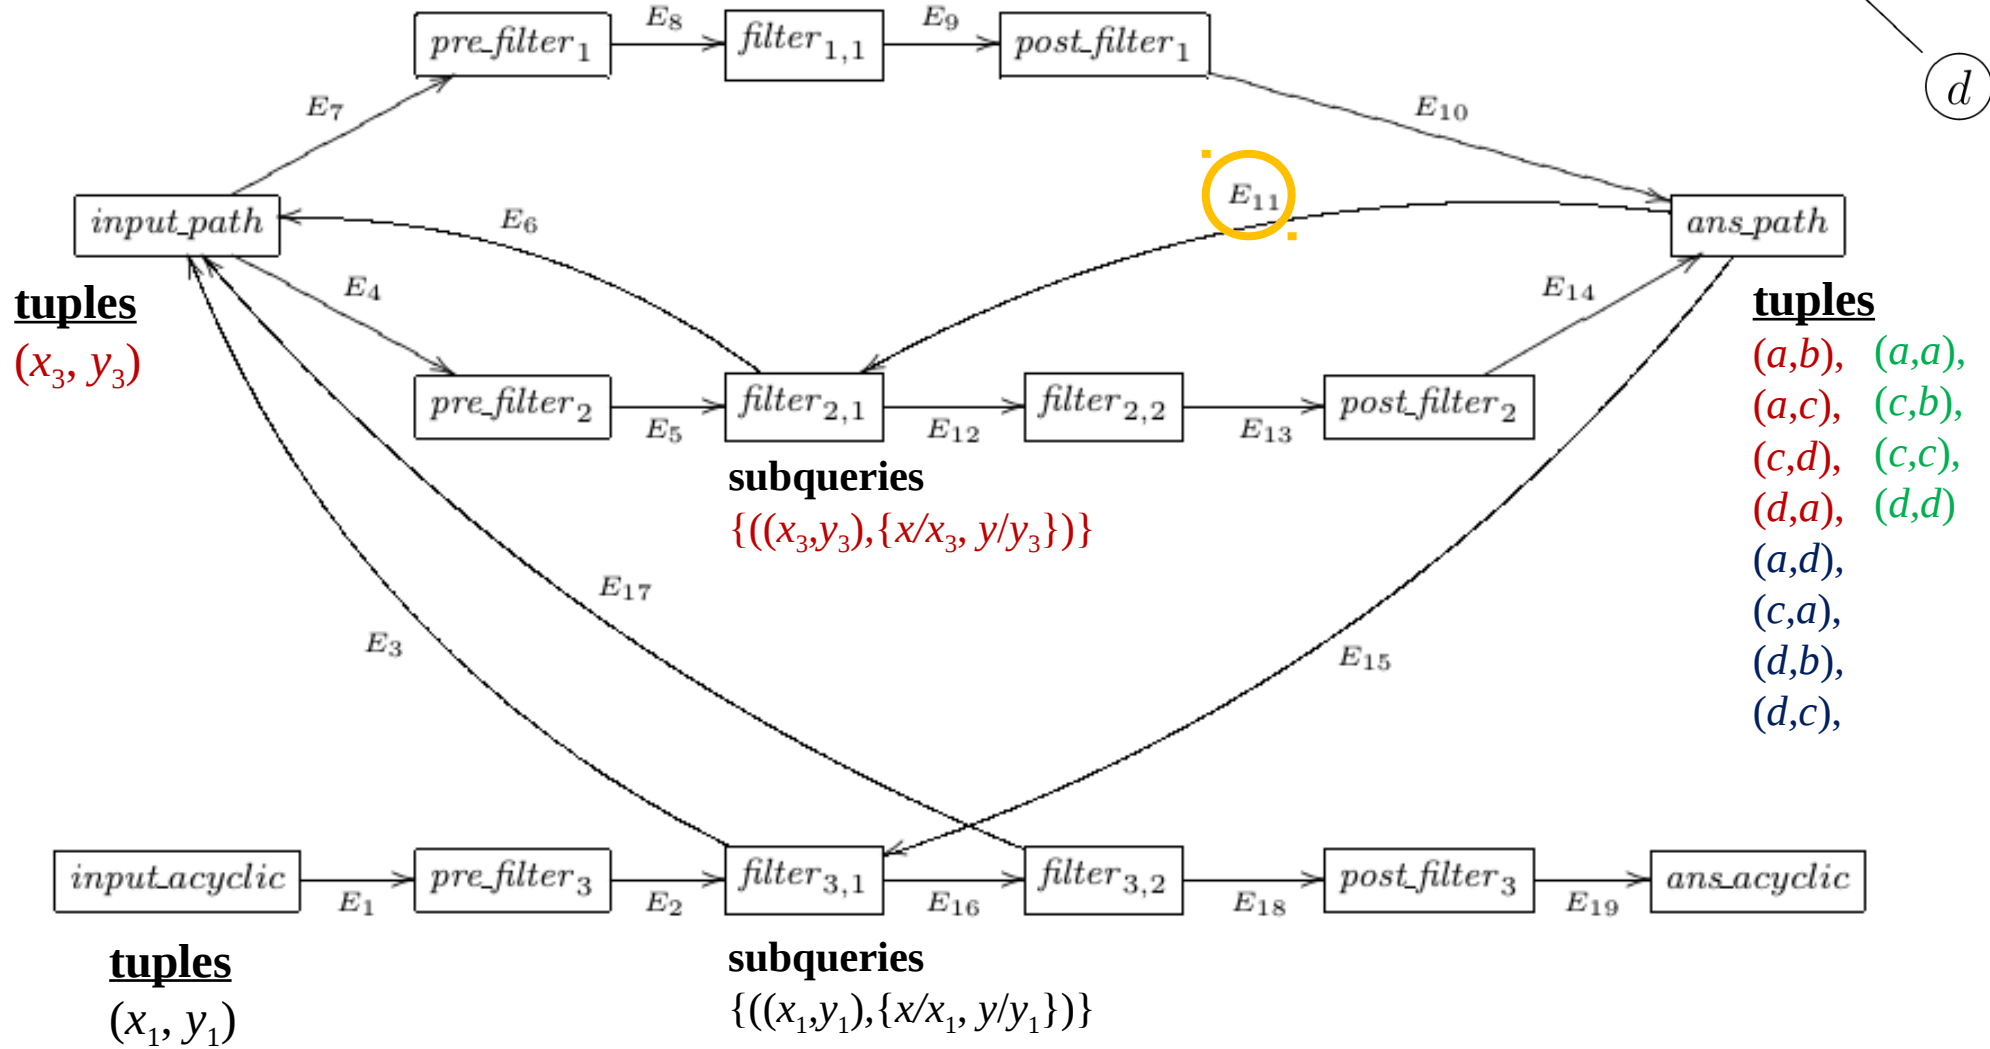 E8
E9
pre_filter1
filter1,1
post_filter1
d
E7
E10
E11
input_path
E6
ans_path
E4
E14
tuples
(x3, y3)
tuples
(a,b), (a,a),
(a,c), (c,b),
(c,d), (c,c),
(d,a), (d,d)
(a,d),
(c,a),
(d,b),
(d,c),
pre_filter2
filter2,1
filter2,2
post_filter2
E5
E12
E13
subqueries
{((x3,y3),{x/x3, y/y3})}
E17
E3
E15
input_acyclic
pre_filter3
filter3,1
filter3,2
post_filter3
ans_acyclic
E1
E2
E16
E18
E19
tuples
(x1, y1)
subqueries
{((x1,y1),{x/x1, y/y1})}